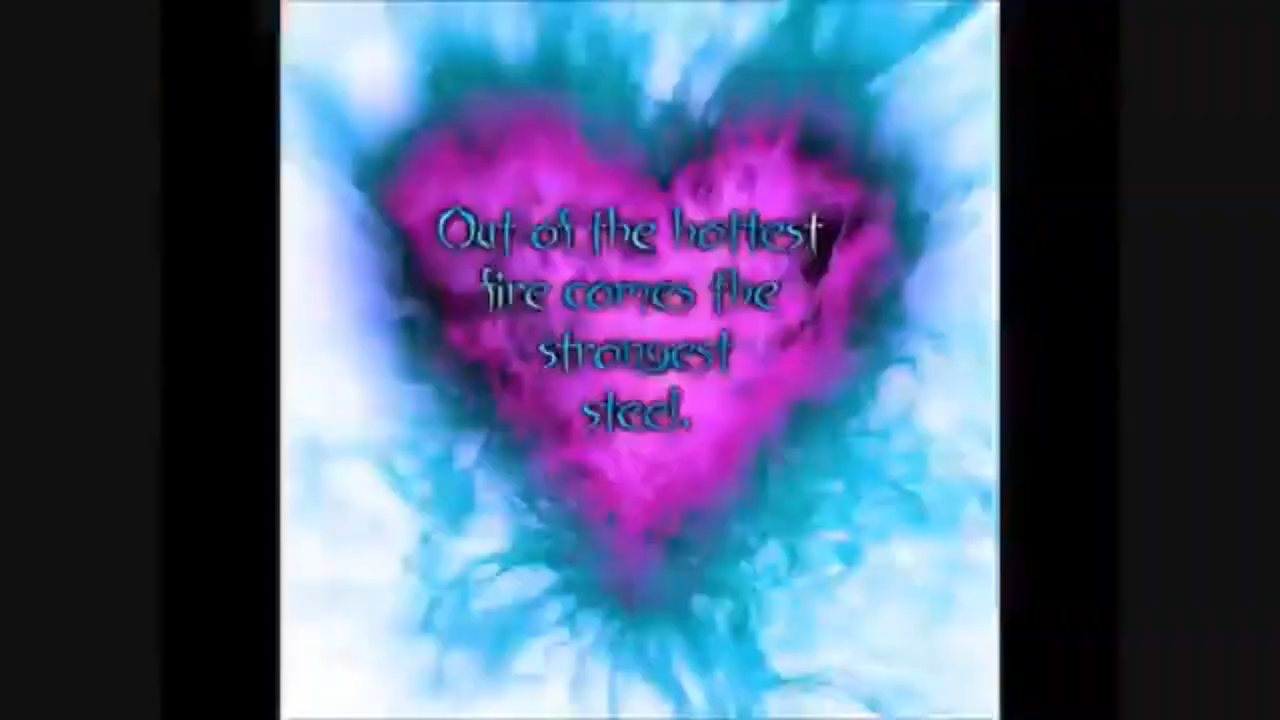 Out of the hottest
fire comes the
strongest
steel.